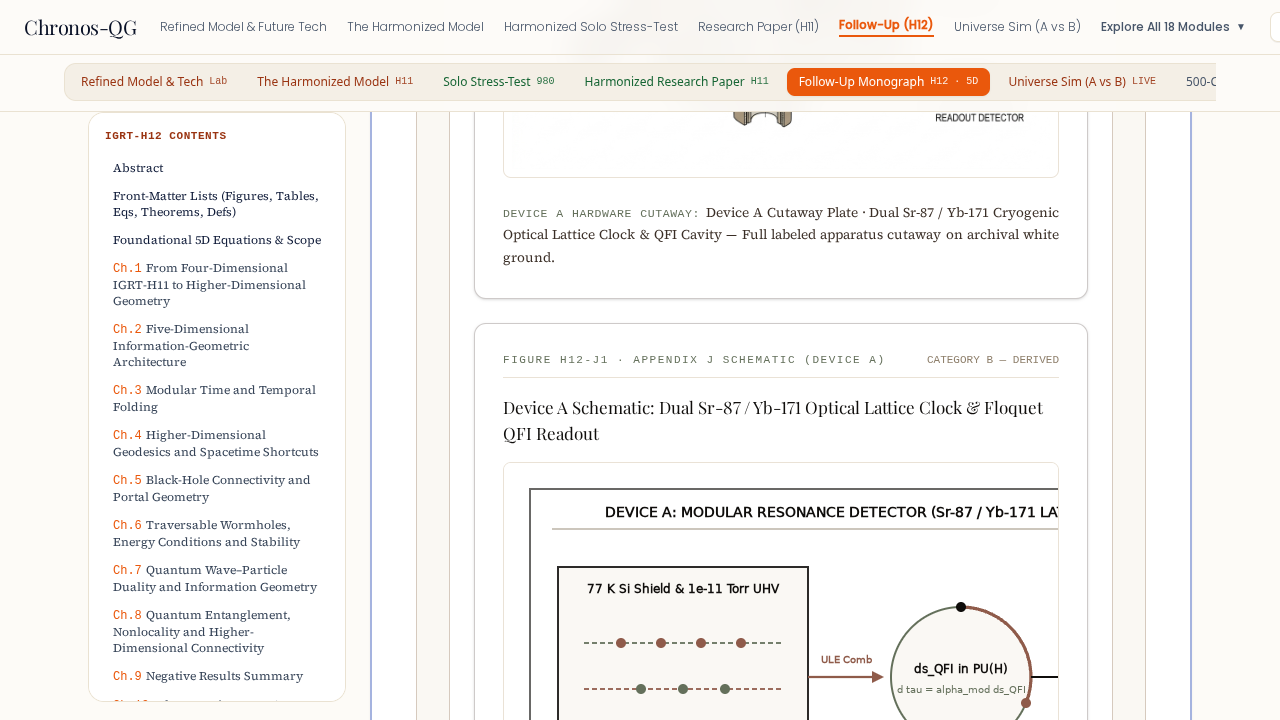 Chronos-QG Refined Model & Future Tech The Harmonized Model Harmonized Solo Stress-Test Research Paper (H11) Follow-Up (H12) Universe Sim (A vs B) Explore All 18 Modules ▼
Refined Model & Tech Lab The Harmonized Model H11 Solo Stress-Test 980 Harmonized Research Paper H11 Follow-Up Monograph H12 · 5D Universe Sim (A vs B) LIVE 500-
IGRT-H12 CONTENTS
Abstract
Front-Matter Lists (Figures, Tables,
Eqs, Theorems, Defs)
Foundational 5D Equations & Scope
Ch.1 From Four-Dimensional
IGRT-H11 to Higher-Dimensional
Geometry
Ch.2 Five-Dimensional
Information-Geometric
Architecture
Ch.3 Modular Time and Temporal
Folding
Ch.4 Higher-Dimensional
Geodesics and Spacetime Shortcuts
Ch.5 Black-Hole Connectivity and
Portal Geometry
Ch.6 Traversable Wormholes,
Energy Conditions and Stability
Ch.7 Quantum Wave–Particle
Duality and Information Geometry
Ch.8 Quantum Entanglement,
Nonlocality and Higher-
Dimensional Connectivity
Ch.9 Negative Results Summary
READOUT DETECTOR
DEVICE A HARDWARE CUTAWAY: Device A Cutaway Plate · Dual Sr-87 / Yb-171 Cryogenic
Optical Lattice Clock & QFI Cavity — Full labeled apparatus cutaway on archival white
ground.
FIGURE H12-J1 · APPENDIX J SCHEMATIC (DEVICE A) CATEGORY B — DERIVED
Device A Schematic: Dual Sr-87 / Yb-171 Optical Lattice Clock & Floquet
QFI Readout
DEVICE A: MODULAR RESONANCE DETECTOR (Sr-87 / Yb-171 LA
77 K Si Shield & 1e-11 Torr UHV
ULE Comb
ds_QFI in PU(H)
d tau = alpha_mod ds_QFI